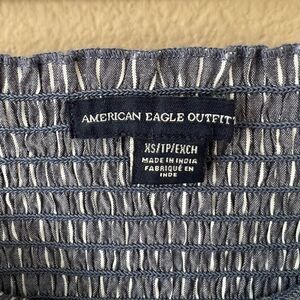 AMERICAN EAGLE OUTFITT
XS/TP/EXCH
MADE IN INDIA
FABRIQUÉ EN
INDE